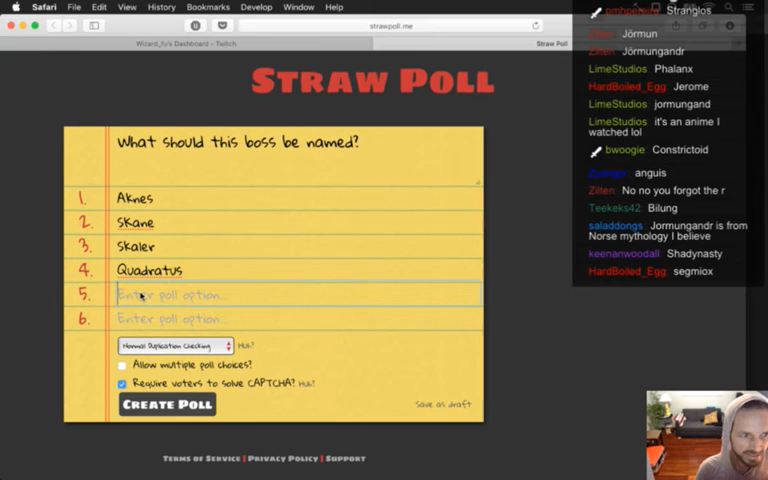 Safari File Edit View History Bookmarks Develop Window Help
strawpoll.me
Wizard_fu's Dashboard - Twitch
Straw Poll
STRAW POLL
What should this boss be named?
1. Aknes
2. Skane
3. Skaler
4. Quadratus
5. Enter poll option...
6. Enter poll option...
Normal Duplication Checking Huh?
Allow multiple poll choices?
Require voters to solve CAPTCHA? Huh?
CREATE POLL
Save as draft
TERMS OF SERVICE | PRIVACY POLICY | SUPPORT
Stranglos
Zilten: Jörmun
Zilten: Jörmungandr
LimeStudios Phalanx
HardBoiled_Egg: Jerome
LimeStudios jormungand
LimeStudios it's an anime I
watched lol
bwoogie Constrictoid
anguis
Zilten: No no you forgot the r
Teekeks42 Bilung
saladdongs Jormungandr is from
Norse mythology I believe
keenanwoodall: Shadynasty
HardBoiled_Egg: segmiox